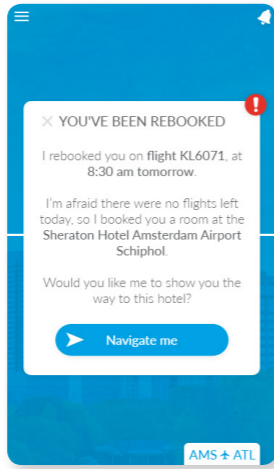 YOU'VE BEEN REBOOKED
I rebooked you on flight KL6071, at
8:30 am tomorrow.
I'm afraid there were no flights left
today, so I booked you a room at the
Sheraton Hotel Amsterdam Airport
Schiphol.
Would you like me to show you the
way to this hotel?
Navigate me
AMS ✈ ATL